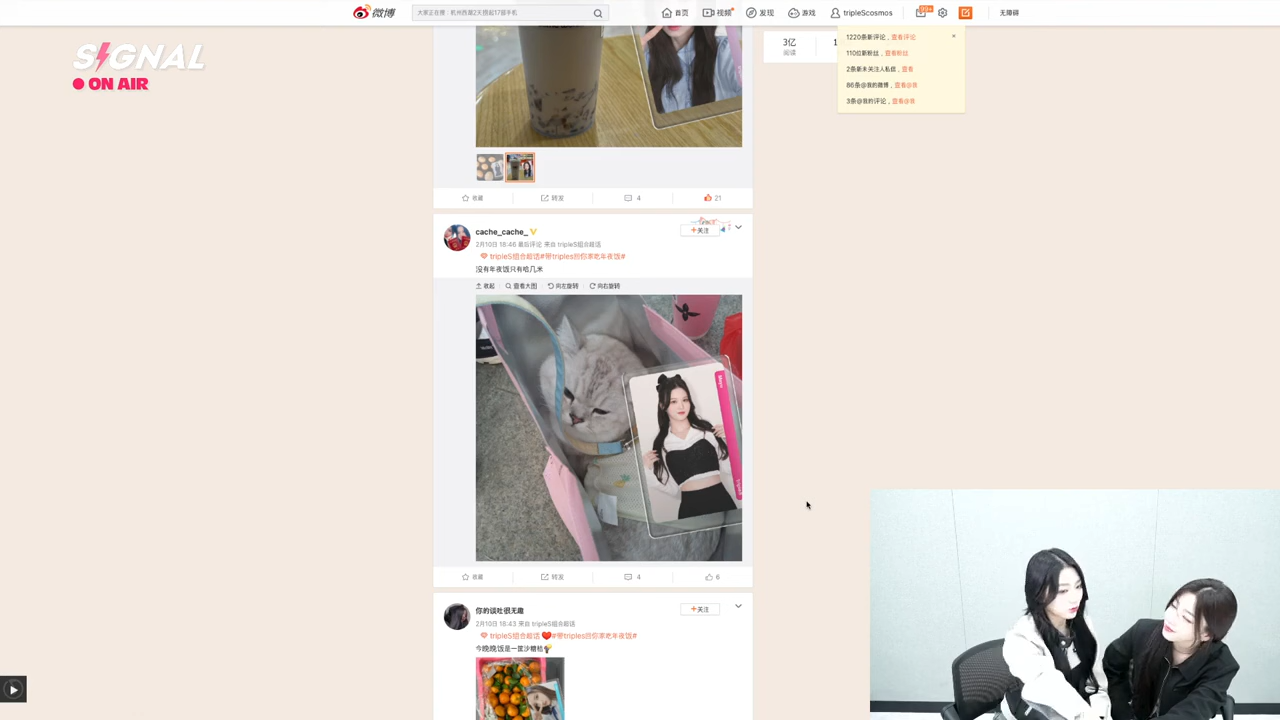 微博
大家正在搜：杭州西湖2天捞起17部手机
首页
视频
发现
游戏
tripleScosmos
99+
无障碍
SIGNAL
ON AIR
3亿
阅读
1
1220条新评论，查看评论
110位新粉丝，查看粉丝
2条新未关注人私信，查看
86条@我的微博，查看@我
3条@我的评论，查看@我
收藏
转发
4
21
cache_cache_
+关注
2月10日 18:46 最后评论 来自 tripleS组合超话
tripleS组合超话#带triples回你家吃年夜饭#
没有年夜饭只有哈几米
收起
查看大图
向左旋转
向右旋转
收藏
转发
4
6
你的谈吐很无趣
+关注
2月10日 18:43 来自 tripleS组合超话
tripleS组合超话❤#带triples回你家吃年夜饭#
今晚晚饭是一筐沙糖桔